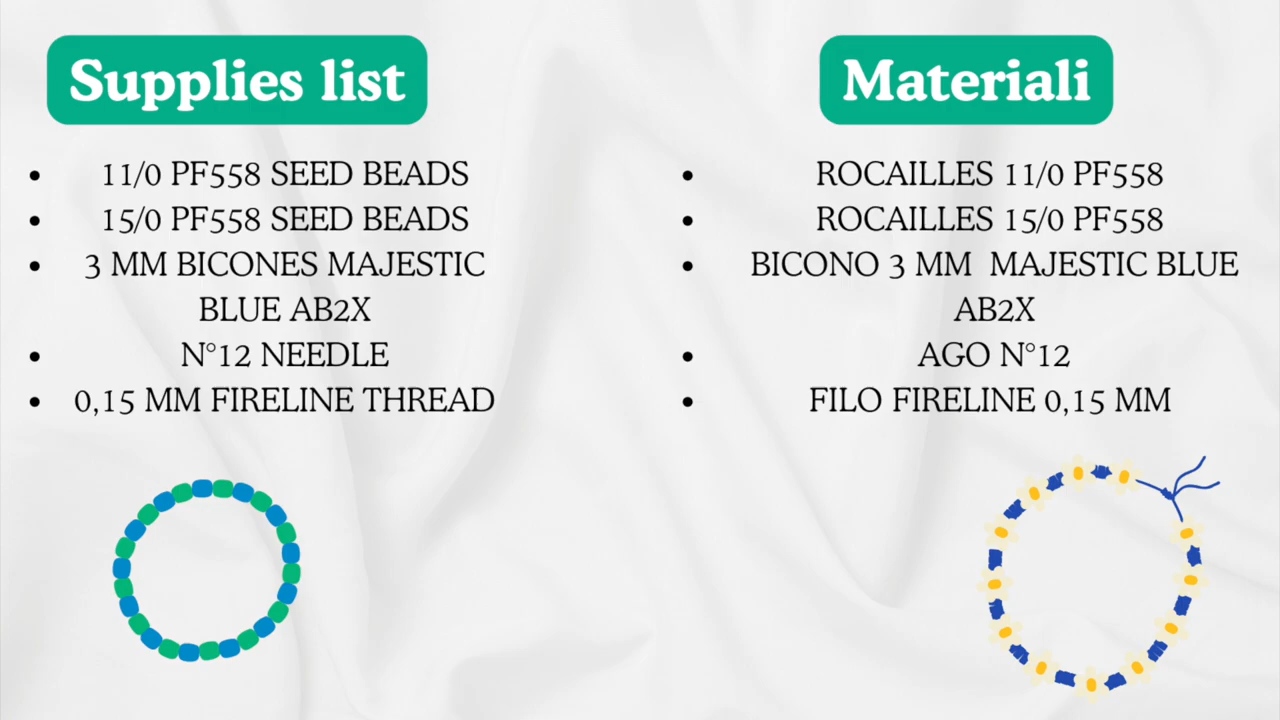 Supplies list
• 11/0 PF558 SEED BEADS
• 15/0 PF558 SEED BEADS
• 3 MM BICONES MAJESTIC
BLUE AB2X
• N°12 NEEDLE
• 0,15 MM FIRELINE THREAD
Materiali
• ROCAILLES 11/0 PF558
• ROCAILLES 15/0 PF558
• BICONO 3 MM  MAJESTIC BLUE
AB2X
• AGO N°12
• FILO FIRELINE 0,15 MM